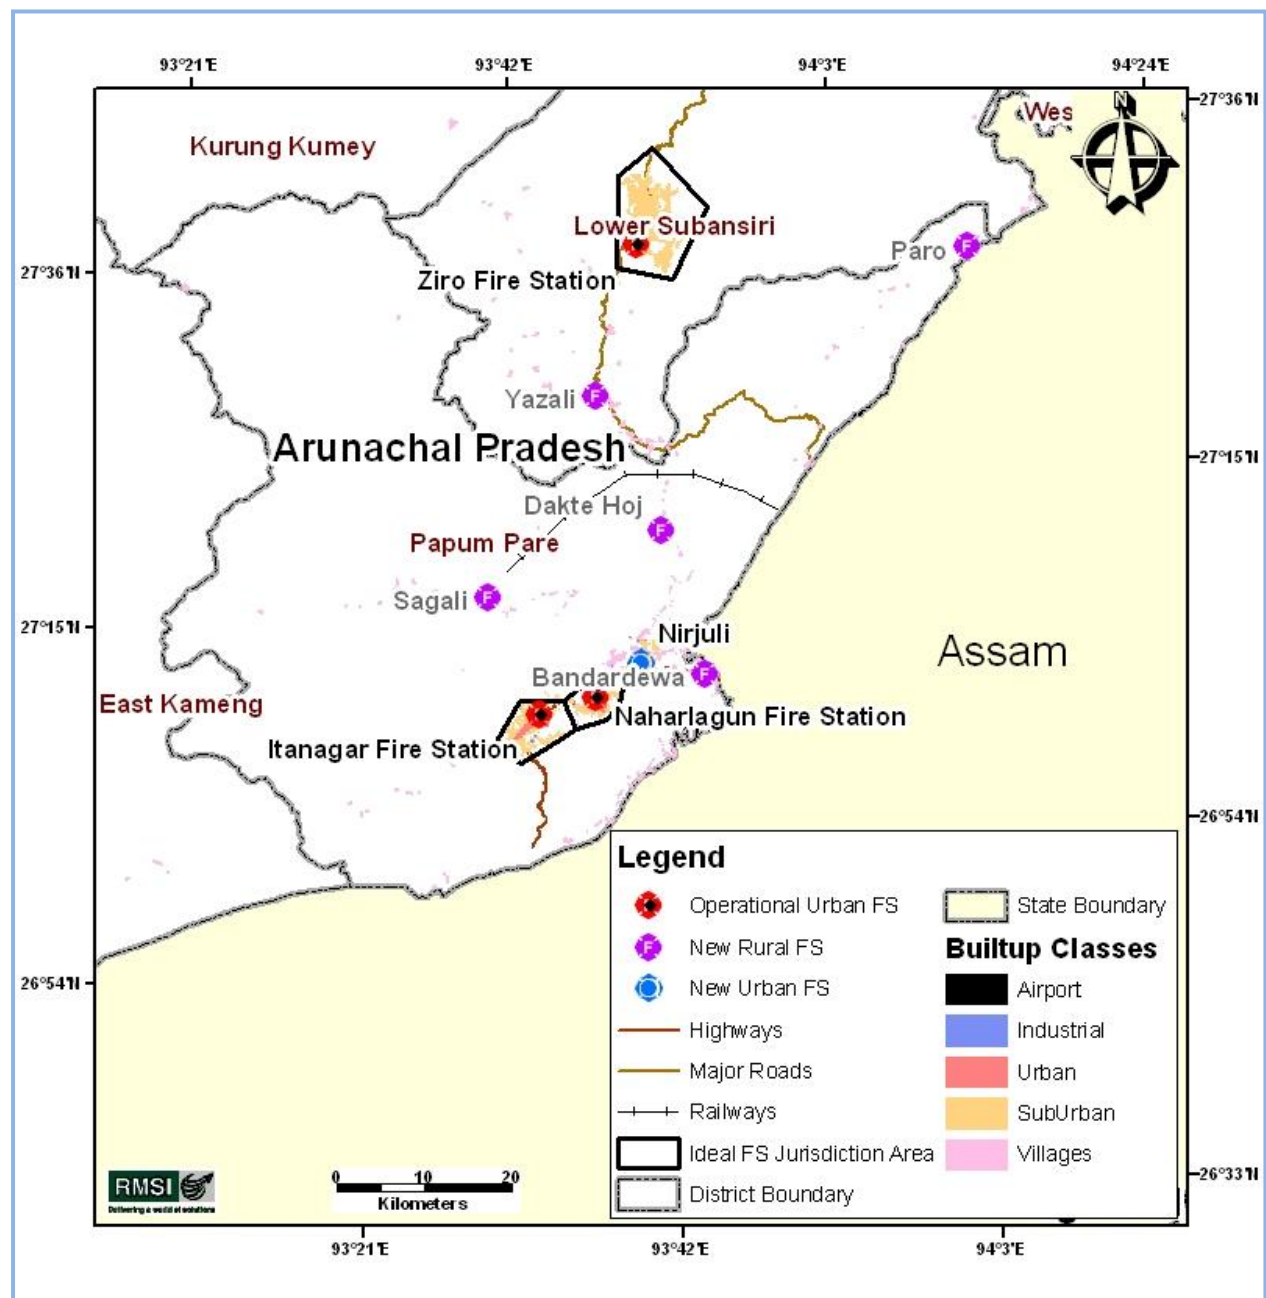 93°21'E 93°42'E 94°3'E 94°24'E
27°36'N
Wes
N
Kurung Kumey
Lower Subansiri
Paro
27°36'N
Ziro Fire Station
Yazali
Arunachal Pradesh
27°15'N
Dakte Hoj
Papum Pare
Sagali
27°15'N
Nirjuli
Assam
Bandardewa
East Kameng
Naharlagun Fire Station
Itanagar Fire Station
26°54'N
Legend
Operational Urban FS
New Rural FS
New Urban FS
Highways
Major Roads
Railways
Ideal FS Jurisdiction Area
District Boundary
State Boundary
Builtup Classes
Airport
Industrial
Urban
SubUrban
Villages
26°54'N
26°33'N
RMSI
Delivering a world of solutions
0 10 20
Kilometers
93°21'E 93°42'E 94°3'E
F
F
F
F
F
F